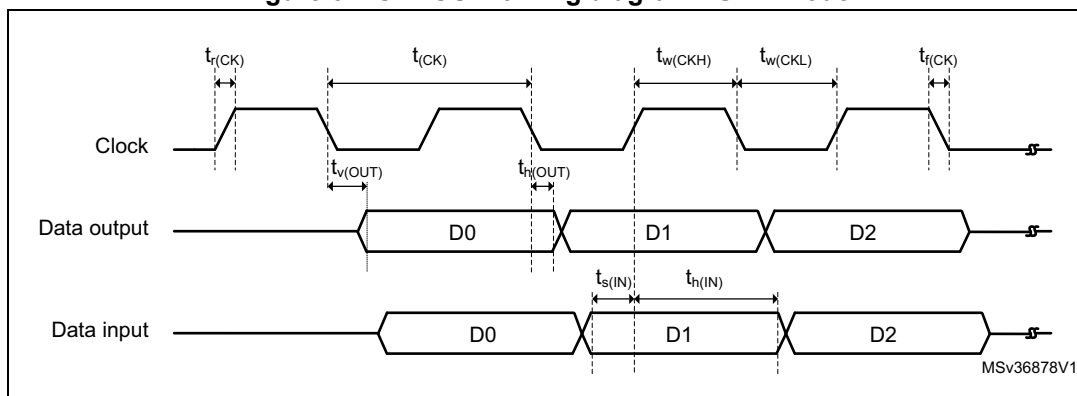 tr(CK) t(CK) tw(CKH) tw(CKL) tf(CK)
Clock
tv(OUT) th(OUT)
Data output D0 D1 D2
ts(IN) th(IN)
Data input D0 D1 D2
MSv36878V1